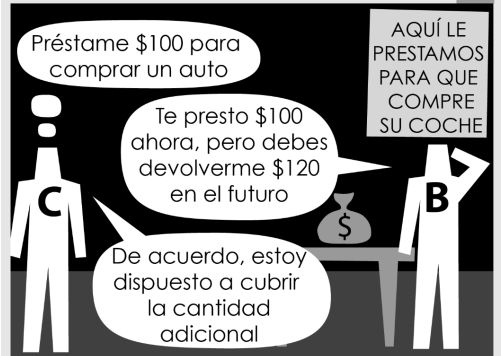 Préstame $100 para
comprar un auto
AQUÍ LE
PRESTAMOS
PARA QUE
COMPRE
SU COCHE
Te presto $100
ahora, pero debes
devolverme $120
en el futuro
C
B
$
De acuerdo, estoy
dispuesto a cubrir
la cantidad
adicional